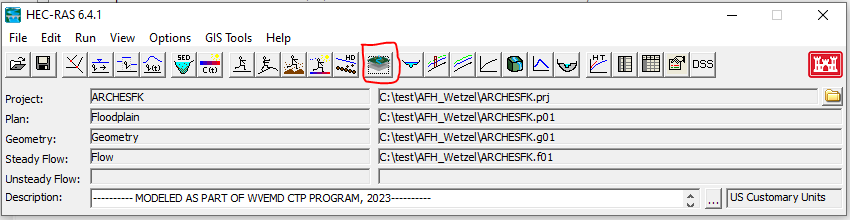 HEC-RAS 6.4.1
File Edit Run View Options GIS Tools Help
SED C(t) HD HT DSS
Project: ARCHESFK C:\test\AFH_Wetzel\ARCHESFK.prj
Plan: Floodplain C:\test\AFH_Wetzel\ARCHESFK.p01
Geometry: Geometry C:\test\AFH_Wetzel\ARCHESFK.g01
Steady Flow: Flow C:\test\AFH_Wetzel\ARCHESFK.f01
Unsteady Flow:
Description: ---------- MODELED AS PART OF WVEMD CTP PROGRAM, 2023---------- ... US Customary Units